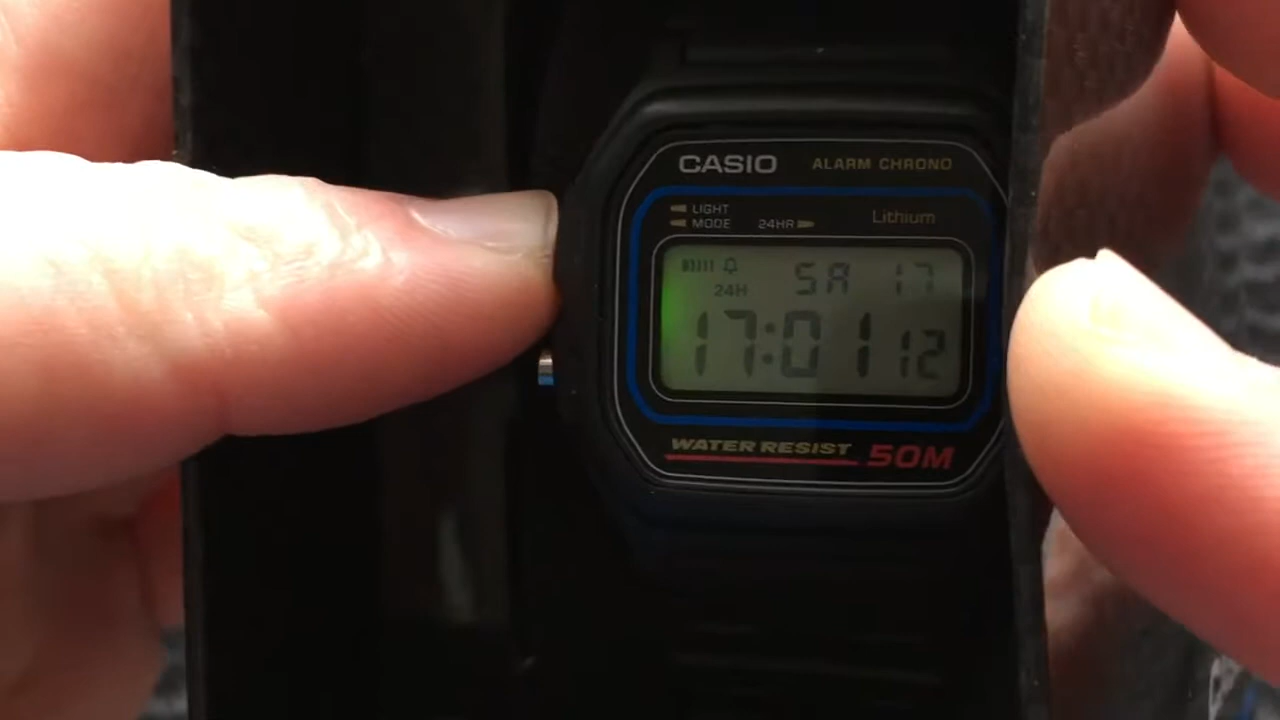 CASIO ALARM CHRONO
LIGHT
MODE 24HR Lithium
SA 17
24H
17:01 12
WATER RESIST 50M